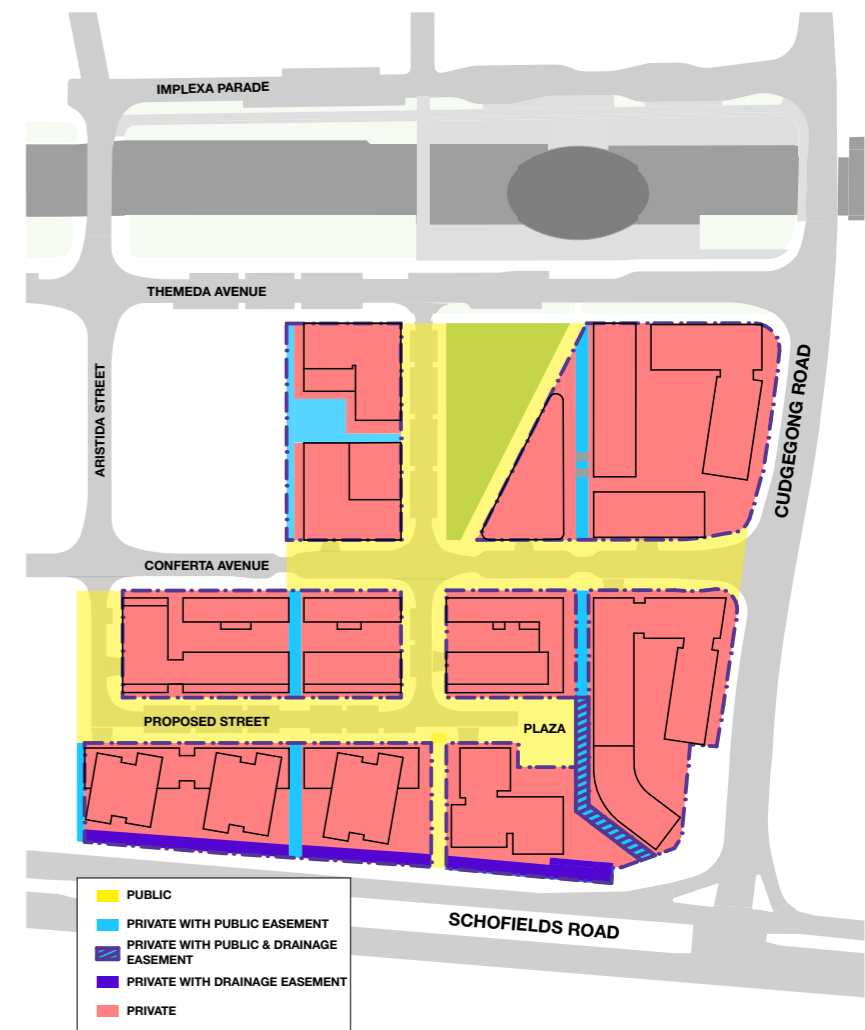 IMPLEXA PARADE
THEMEDA AVENUE
ARISTIDA STREET
CUDGEGONG ROAD
CONFERTA AVENUE
PROPOSED STREET
PLAZA
SCHOFIELDS ROAD
PUBLIC
PRIVATE WITH PUBLIC EASEMENT
PRIVATE WITH PUBLIC & DRAINAGE
EASEMENT
PRIVATE WITH DRAINAGE EASEMENT
PRIVATE